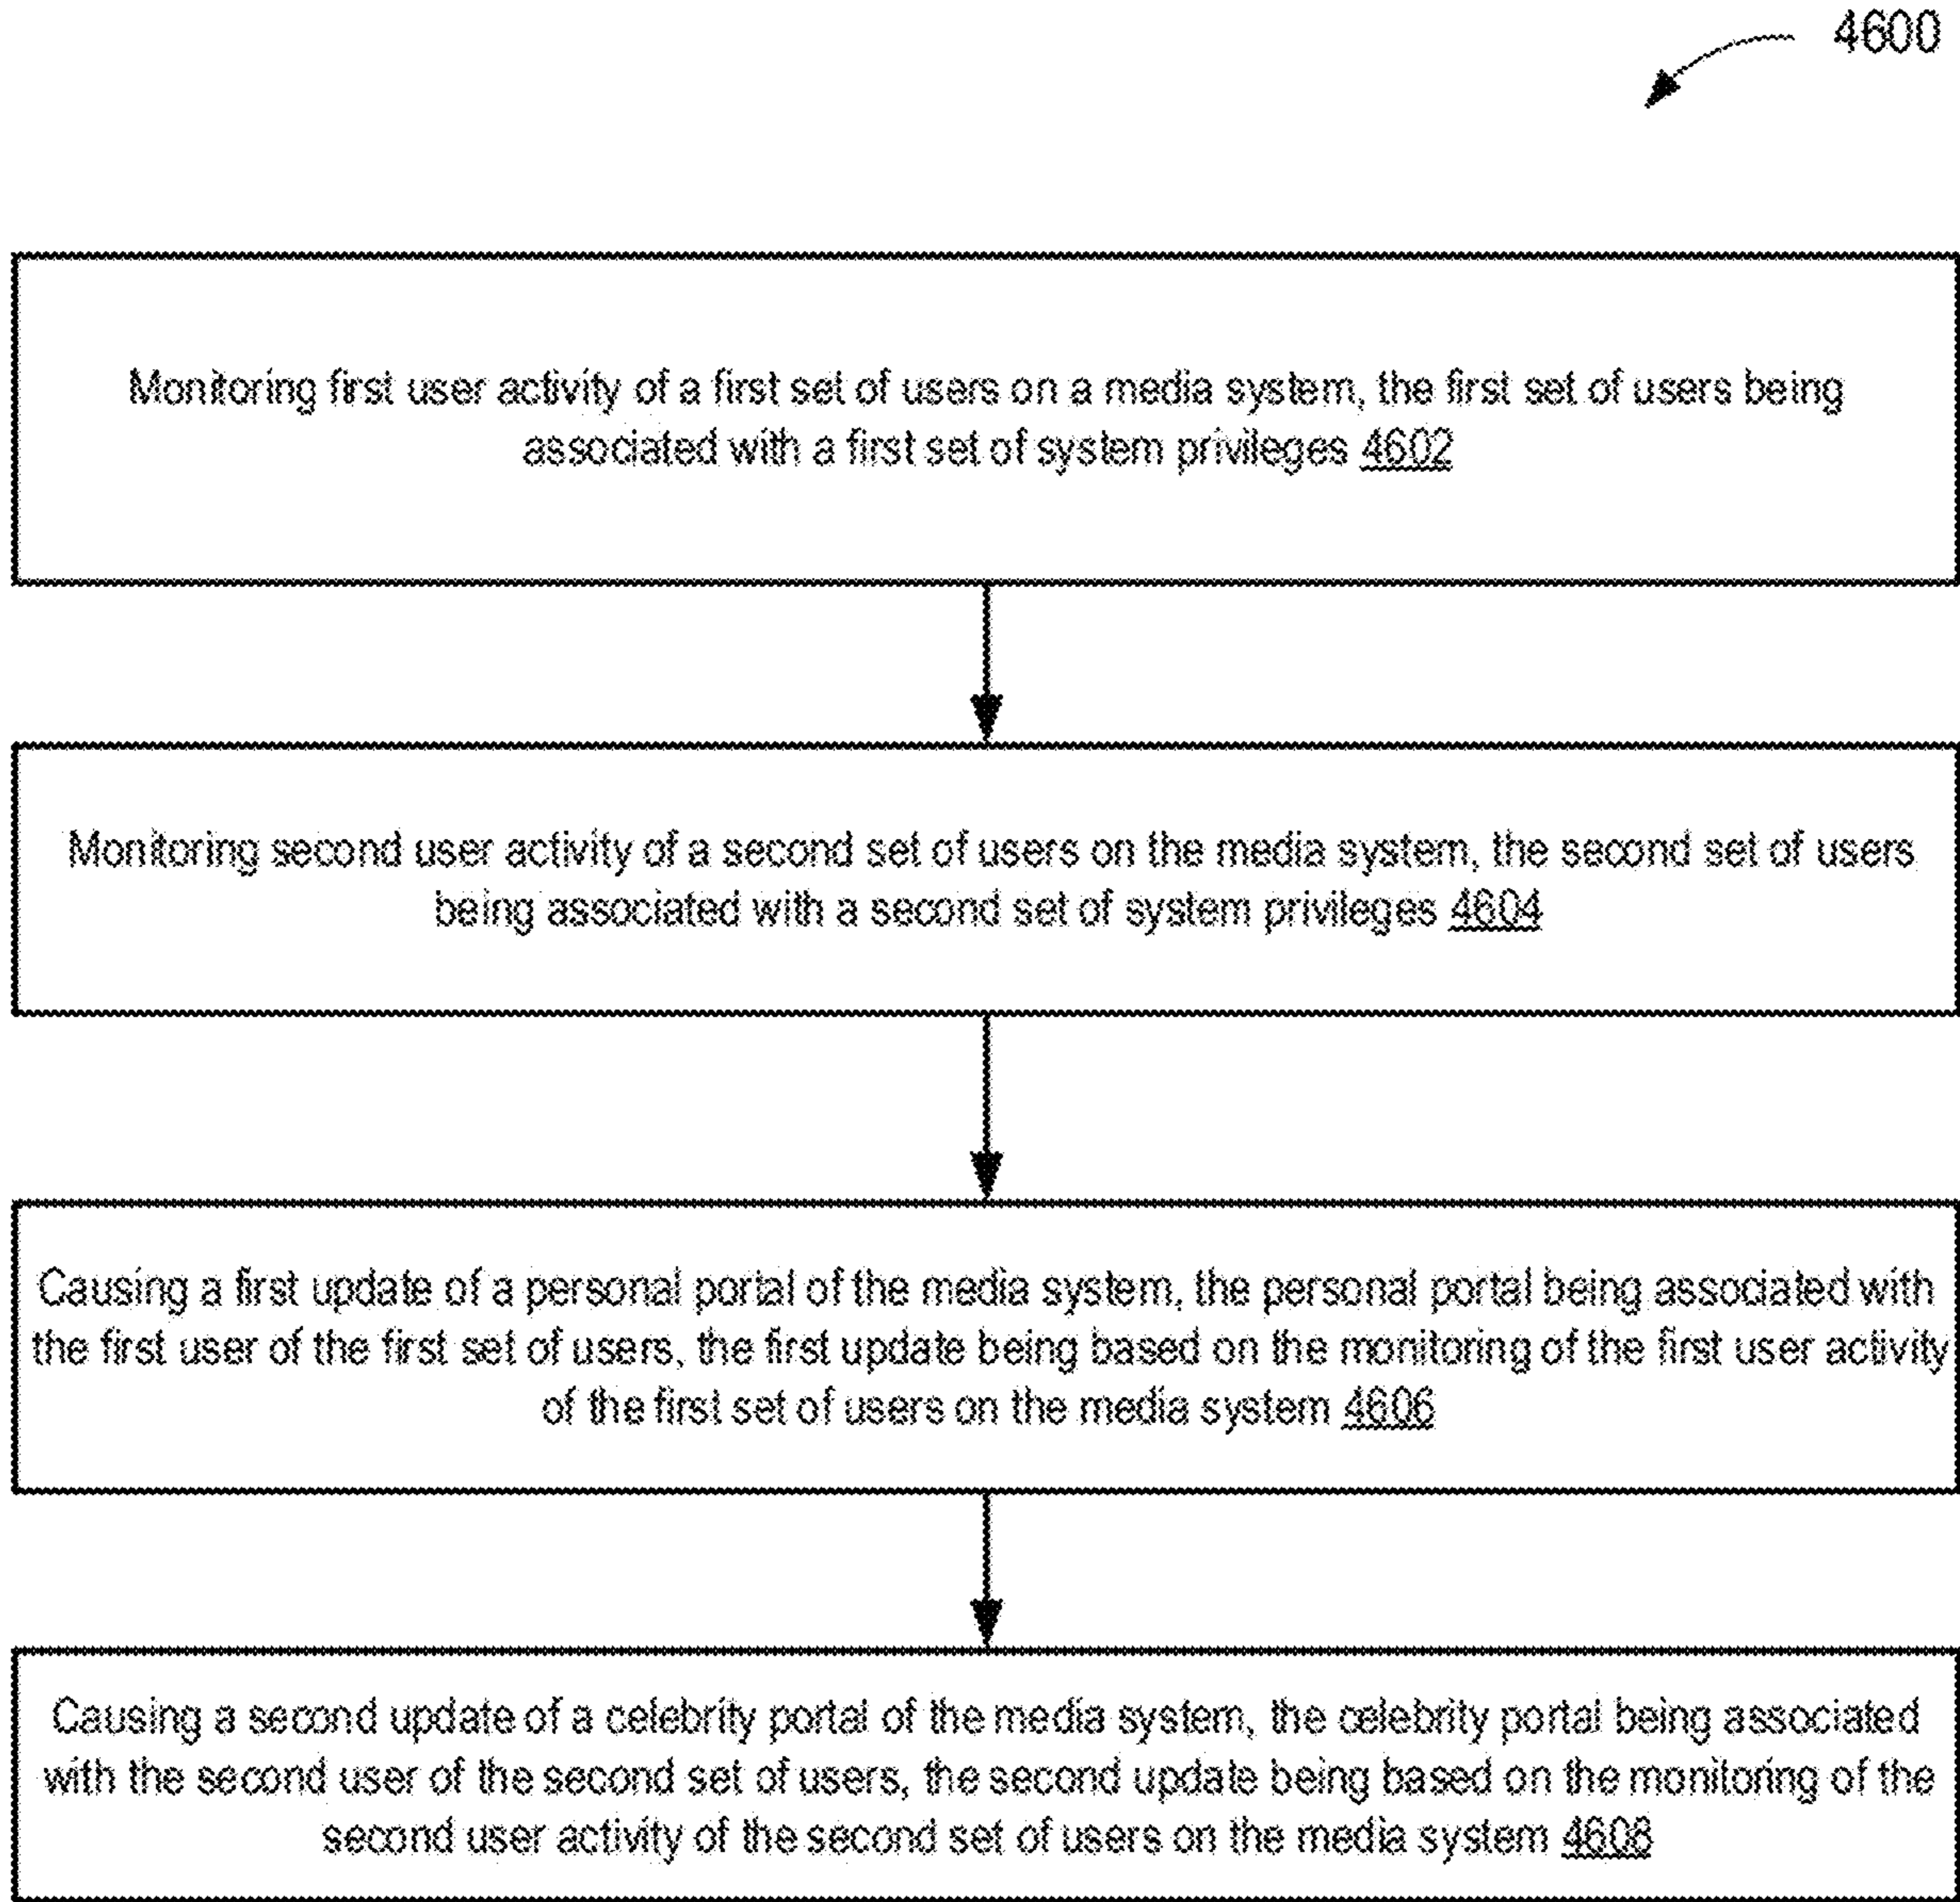 4600
Monitoring first user activity of a first set of users on a media system, the first set of users being
associated with a first set of system privileges 4602
Monitoring second user activity of a second set of users on the media system, the second set of users
being associated with a second set of system privileges 4604
Causing a first update of a personal portal of the media system, the personal portal being associated with
the first user of the first set of users, the first update being based on the monitoring of the first user activity
of the first set of users on the media system 4606
Causing a second update of a celebrity portal of the media system, the celebrity portal being associated
with the second user of the second set of users, the second update being based on the monitoring of the
second user activity of the second set of users on the media system 4608